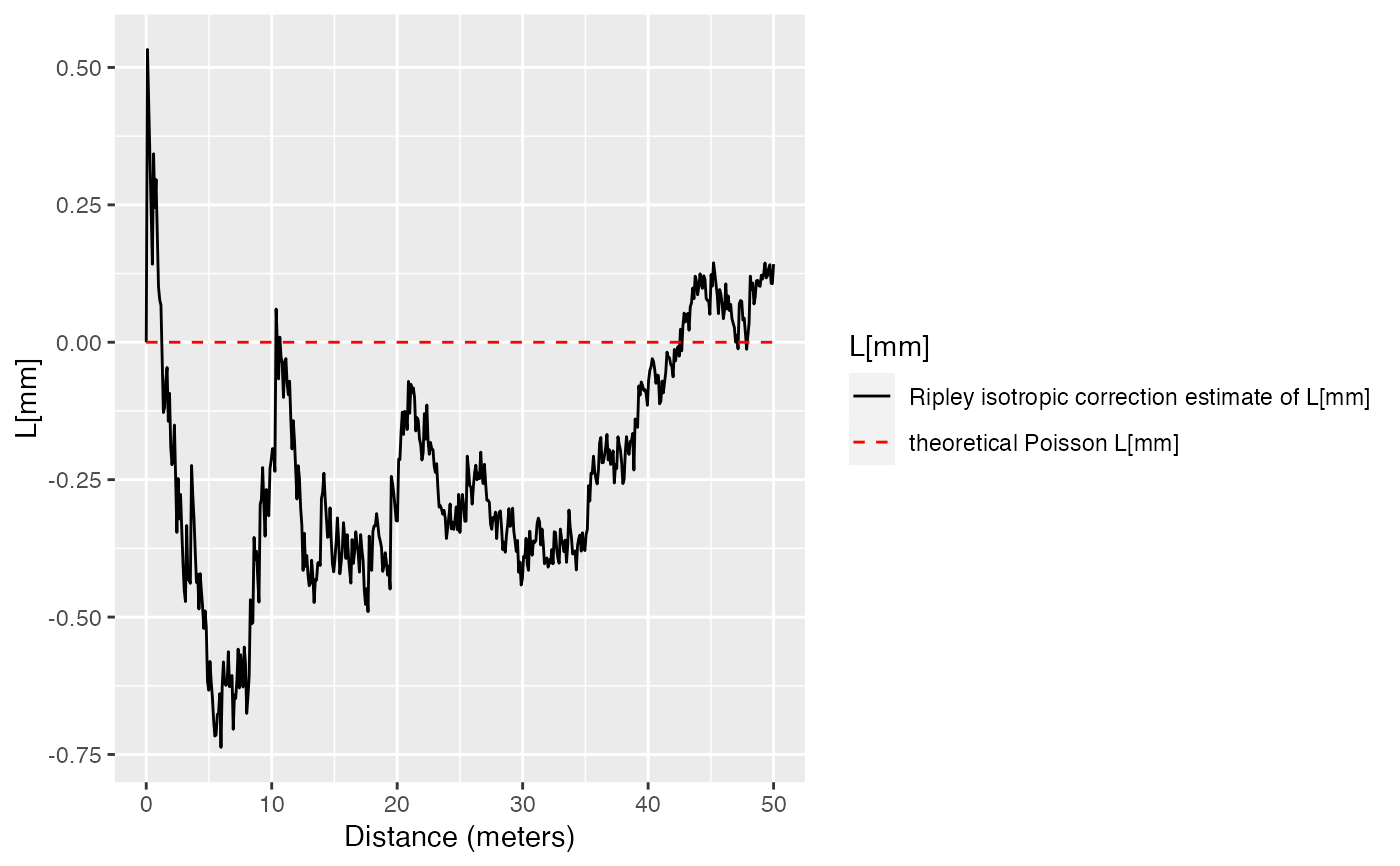 0.50
0.25
0.00
-0.25
-0.50
-0.75
L[mm]
0 10 20 30 40 50
Distance (meters)
L[mm]
Ripley isotropic correction estimate of L[mm]
theoretical Poisson L[mm]